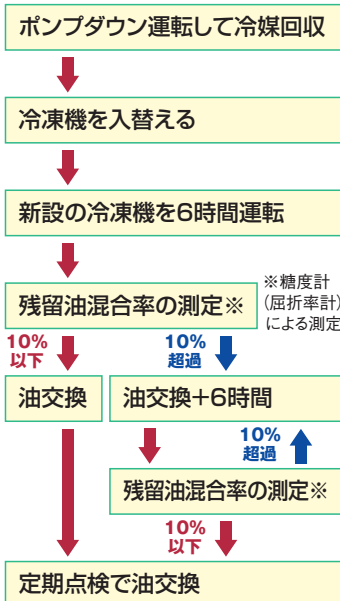 ポンプダウン運転して冷媒回収
冷凍機を入替える
新設の冷凍機を6時間運転
残留油混合率の測定※
※糖度計
(屈折率計)
による測定
10%
以下
10%
超過
油交換
油交換+6時間
10%
超過
残留油混合率の測定※
10%
以下
定期点検で油交換